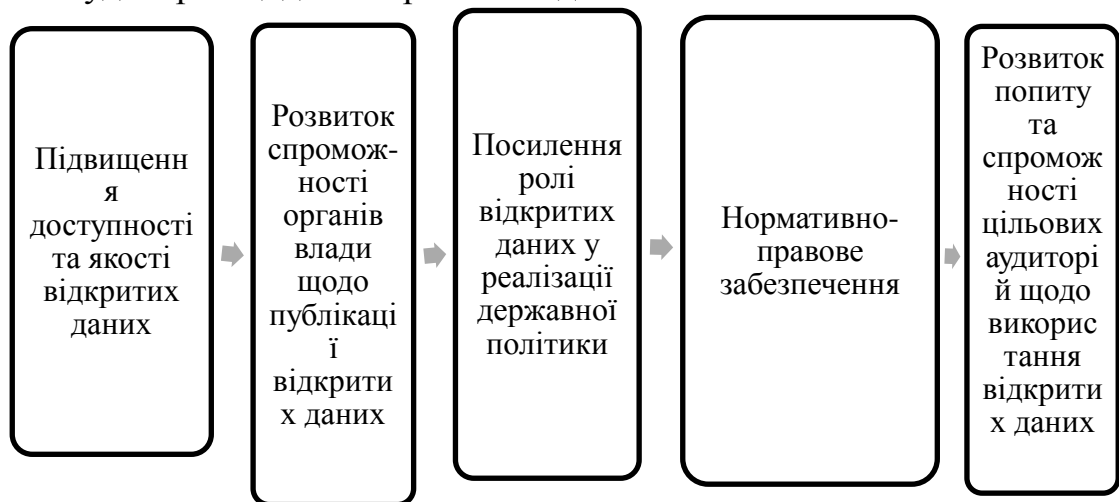 Підвищенн
я
доступності
та якості
відкритих
даних
Розвиток
спромож-
ності
органів
влади
щодо
публікаці
ї
відкрити
х даних
Посилення
ролі
відкритих
даних у
реалізації
державної
політики
Нормативно-
правове
забезпечення
Розвиток
попиту
та
спромож
ності
цільових
аудиторі
й щодо
викорис
тання
відкрити
х даних